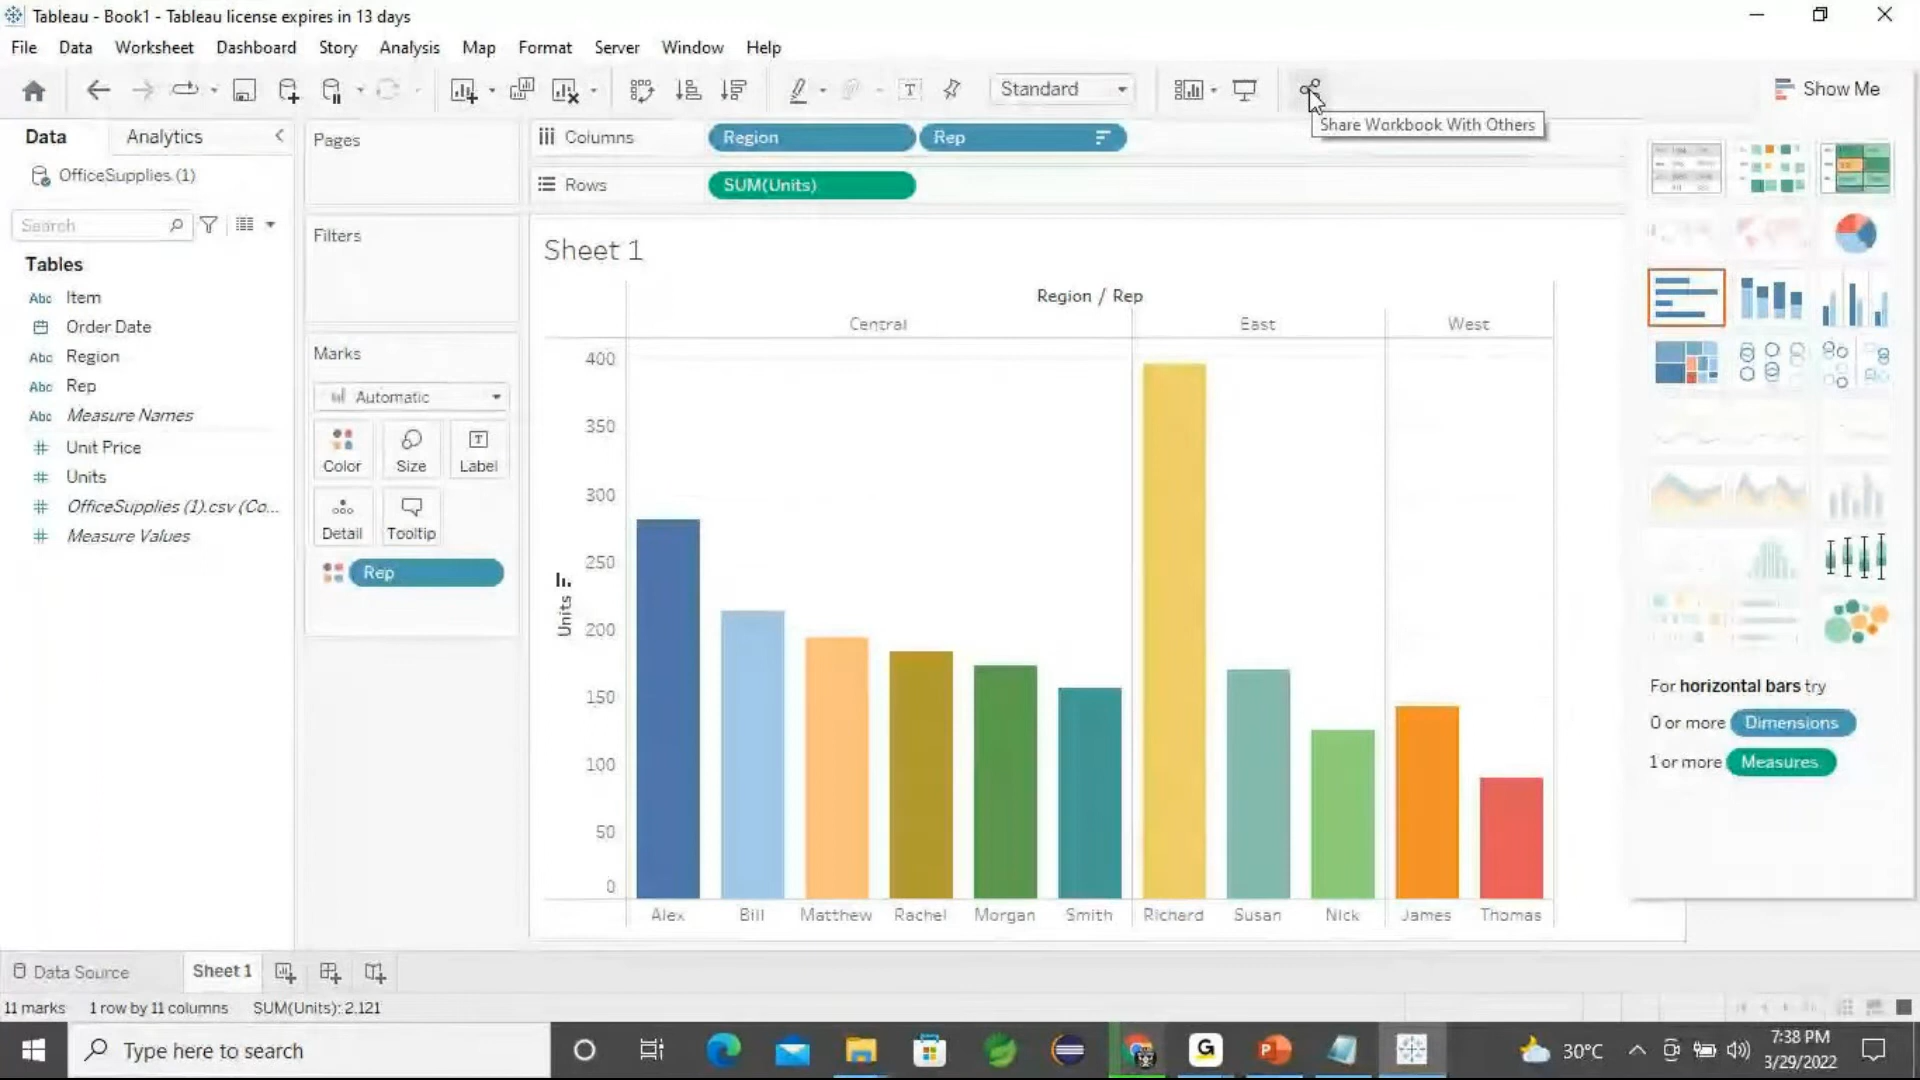 Tableau - Book1 - Tableau license expires in 13 days
File Data Worksheet Dashboard Story Analysis Map Format Server Window Help
Standard
Show Me
Share Workbook With Others
Data Analytics
Pages
Columns Region Rep
OfficeSupplies (1)
Rows SUM(Units)
Search
Filters
Sheet 1
Tables
Region / Rep
Abc Item
Central East West
Order Date
Abc Region
Marks
400
Abc Rep
Automatic
Abc Measure Names
350
Unit Price
Color Size Label
Units
300
OfficeSupplies (1).csv (Co...
Measure Values
Detail Tooltip
250
Rep
Units
200
150
For horizontal bars try
0 or more Dimensions
1 or more Measures
100
50
0
Alex Bill Matthew Rachel Morgan Smith Richard Susan Nick James Thomas
Data Source Sheet 1
11 marks 1 row by 11 columns SUM(Units): 2.121
Type here to search
30°C
7:38 PM
3/29/2022